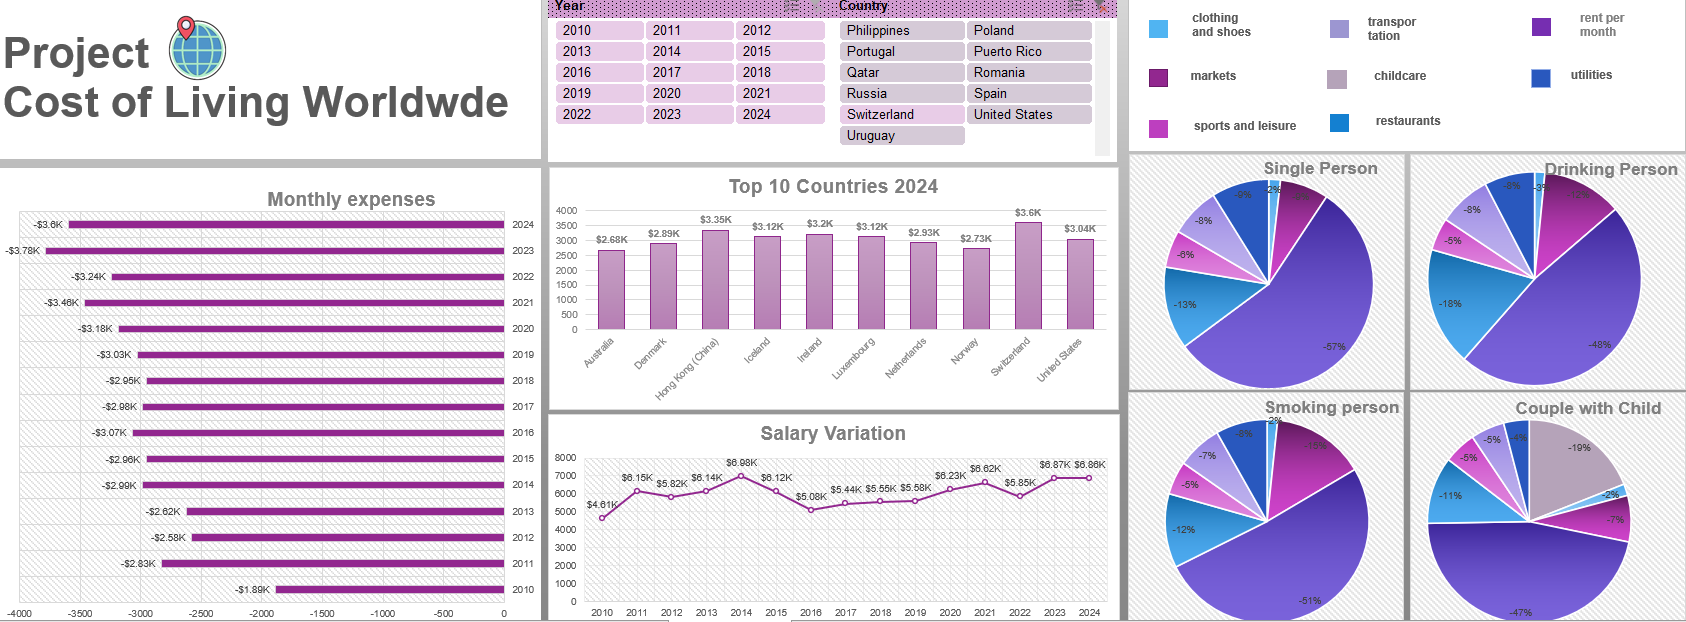 Project
Cost of Living Worldwde
Year
2010 2011 2012
2013 2014 2015
2016 2017 2018
2019 2020 2021
2022 2023 2024
Country
Philippines Poland
Portugal Puerto Rico
Qatar Romania
Russia Spain
Switzerland United States
Uruguay
clothing
and shoes
transpor
tation
rent per
month
markets
childcare
utilities
sports and leisure
restaurants
Monthly expenses
-$3.6K 2024
-$3.78K 2023
-$3.24K 2022
-$3.46K 2021
-$3.18K 2020
-$3.03K 2019
-$2.95K 2018
-$2.98K 2017
-$3.07K 2016
-$2.96K 2015
-$2.99K 2014
-$2.62K 2013
-$2.58K 2012
-$2.83K 2011
-$1.89K 2010
-4000 -3500 -3000 -2500 -2000 -1500 -1000 -500 0
Top 10 Countries 2024
4000
3500
3000
2500
2000
1500
1000
500
0
$2.68K $2.89K $3.35K $3.12K $3.2K $3.12K $2.93K $2.73K $3.6K $3.04K
Australia
Denmark
Hong Kong (China)
Iceland
Ireland
Luxembourg
Netherlands
Norway
Switzerland
United States
Salary Variation
8000
7000
6000
5000
4000
3000
2000
1000
0
$4.61K $6.15K $5.82K $6.14K $6.98K $6.12K $5.08K $5.44K $5.55K $5.58K $6.23K $6.62K $5.85K $6.87K $6.86K
2010 2011 2012 2013 2014 2015 2016 2017 2018 2019 2020 2021 2022 2023 2024
Single Person
-2%
-57%
-13%
-6%
-8%
-9%
Drinking Person
-3%
-12%
-48%
-18%
-5%
-8%
-8%
Smoking person
-2%
-15%
-51%
-12%
-5%
-7%
-8%
Couple with Child
-19%
-2%
-7%
-47%
-11%
-5%
-5%
-4%